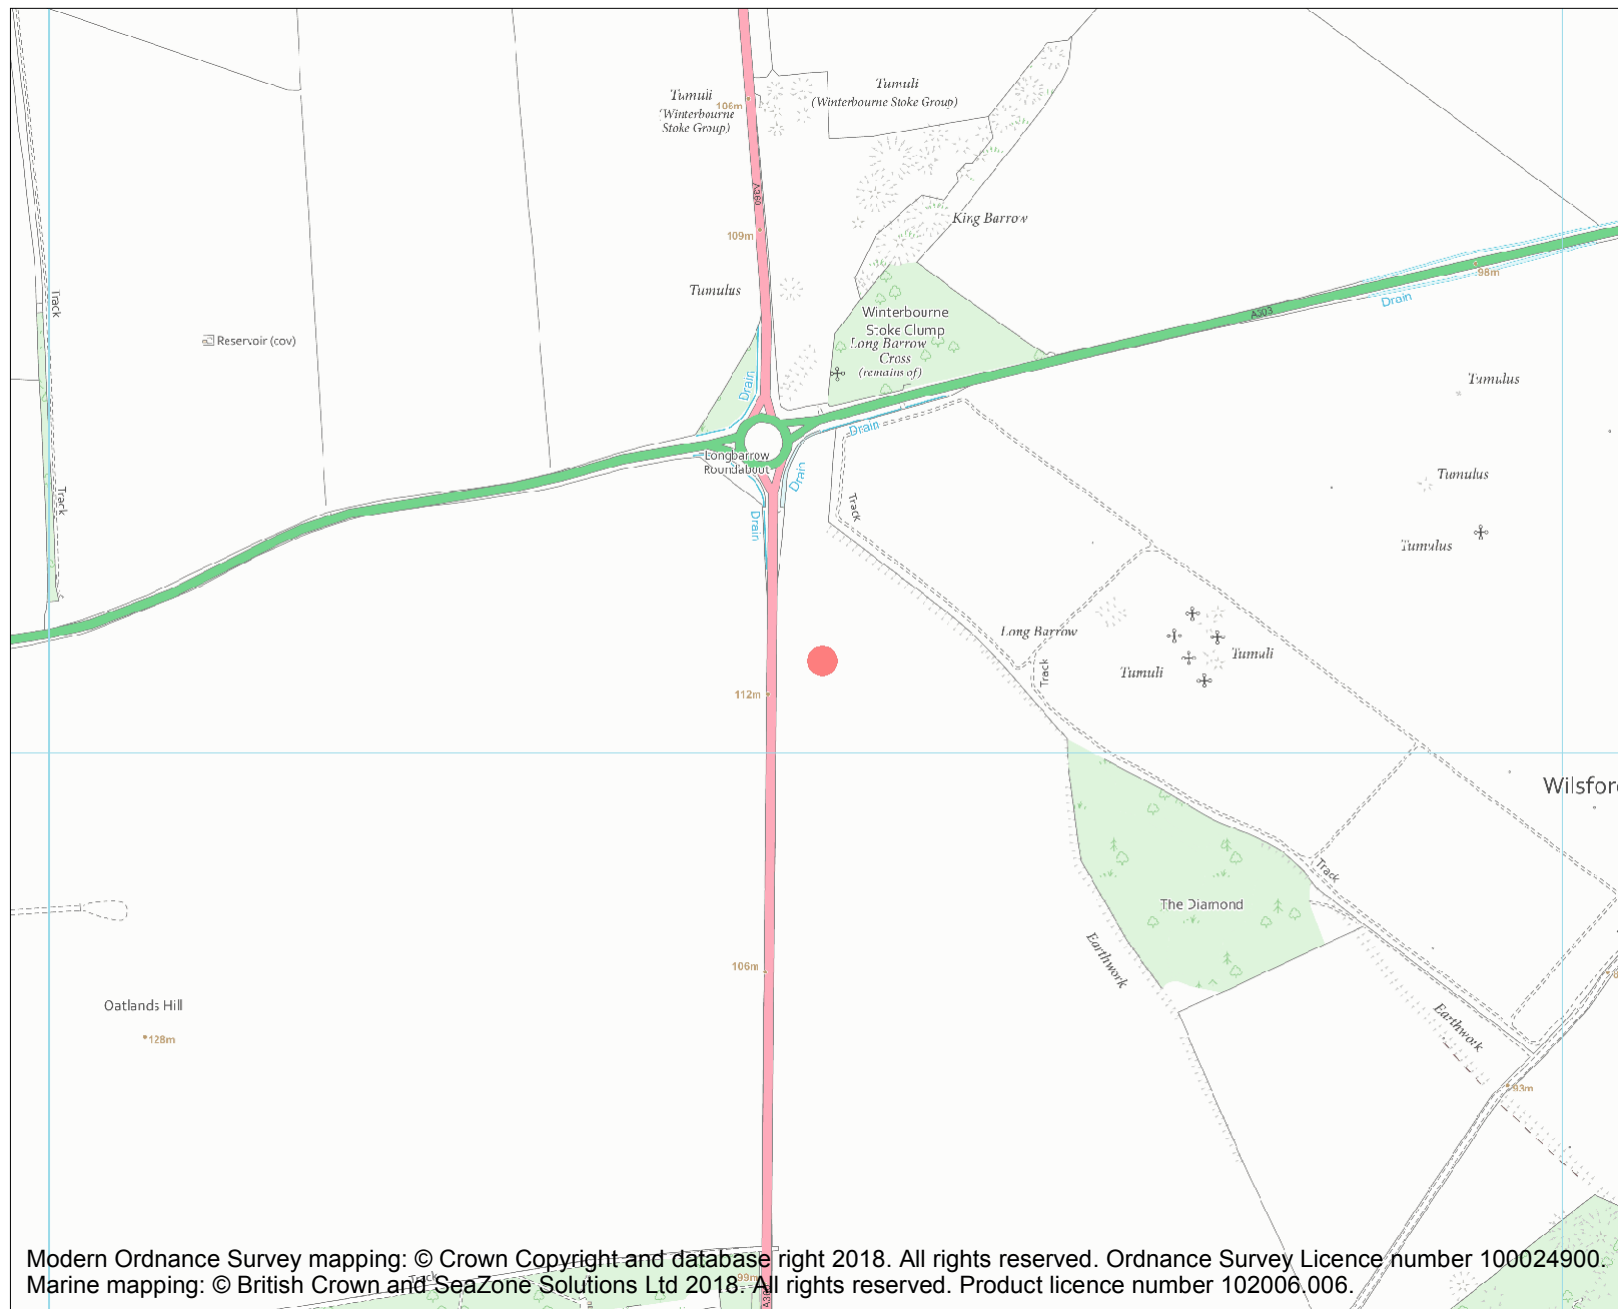 Tumuli
(Winterbourne Stoke Group)
Tumuli
(Winterbourne
Stoke Group)
106m
A360
King Barrow
109m
Tumulus
98m
Drain
A303
Track
Winterbourne
Stoke Clump
Long Barrow
Cross
(remains of)
Reservoir (cov)
Drain
Tumulus
Drain
Longbarrow
Roundabout
Drain
Tumulus
Track
Track
Drain
Tumulus
Long Barrow
Tumuli
Tumuli
Track
112m
Wilsfor
Track
The Diamond
Earthwork
106m
Oatlands Hill
128m
Earthwork
93m
Track
99m
Modern Ordnance Survey mapping: © Crown Copyright and database right 2018. All rights reserved. Ordnance Survey Licence number 100024900.
Marine mapping: © British Crown and SeaZone Solutions Ltd 2018. All rights reserved. Product licence number 102006.006.